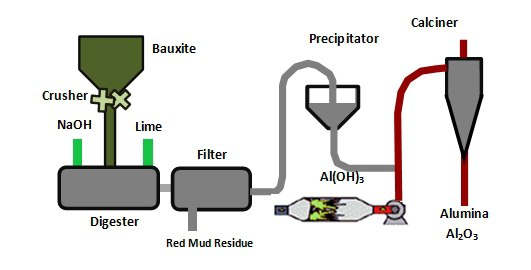 Calciner
Precipitator
Bauxite
Crusher
NaOH
Lime
Filter
Al(OH)₃
Digester
Red Mud Residue
Alumina
Al₂O₃